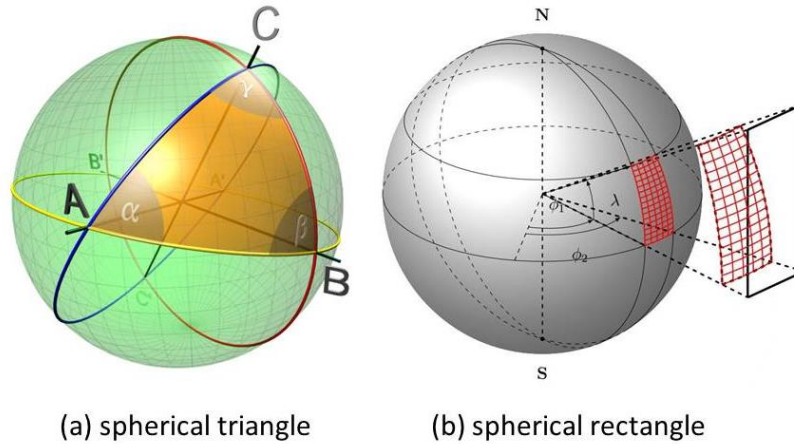 C
γ
B'
A'
A
α
β
B
C'
(a) spherical triangle
N
ϕ₁
λ
ϕ₂
S
(b) spherical rectangle